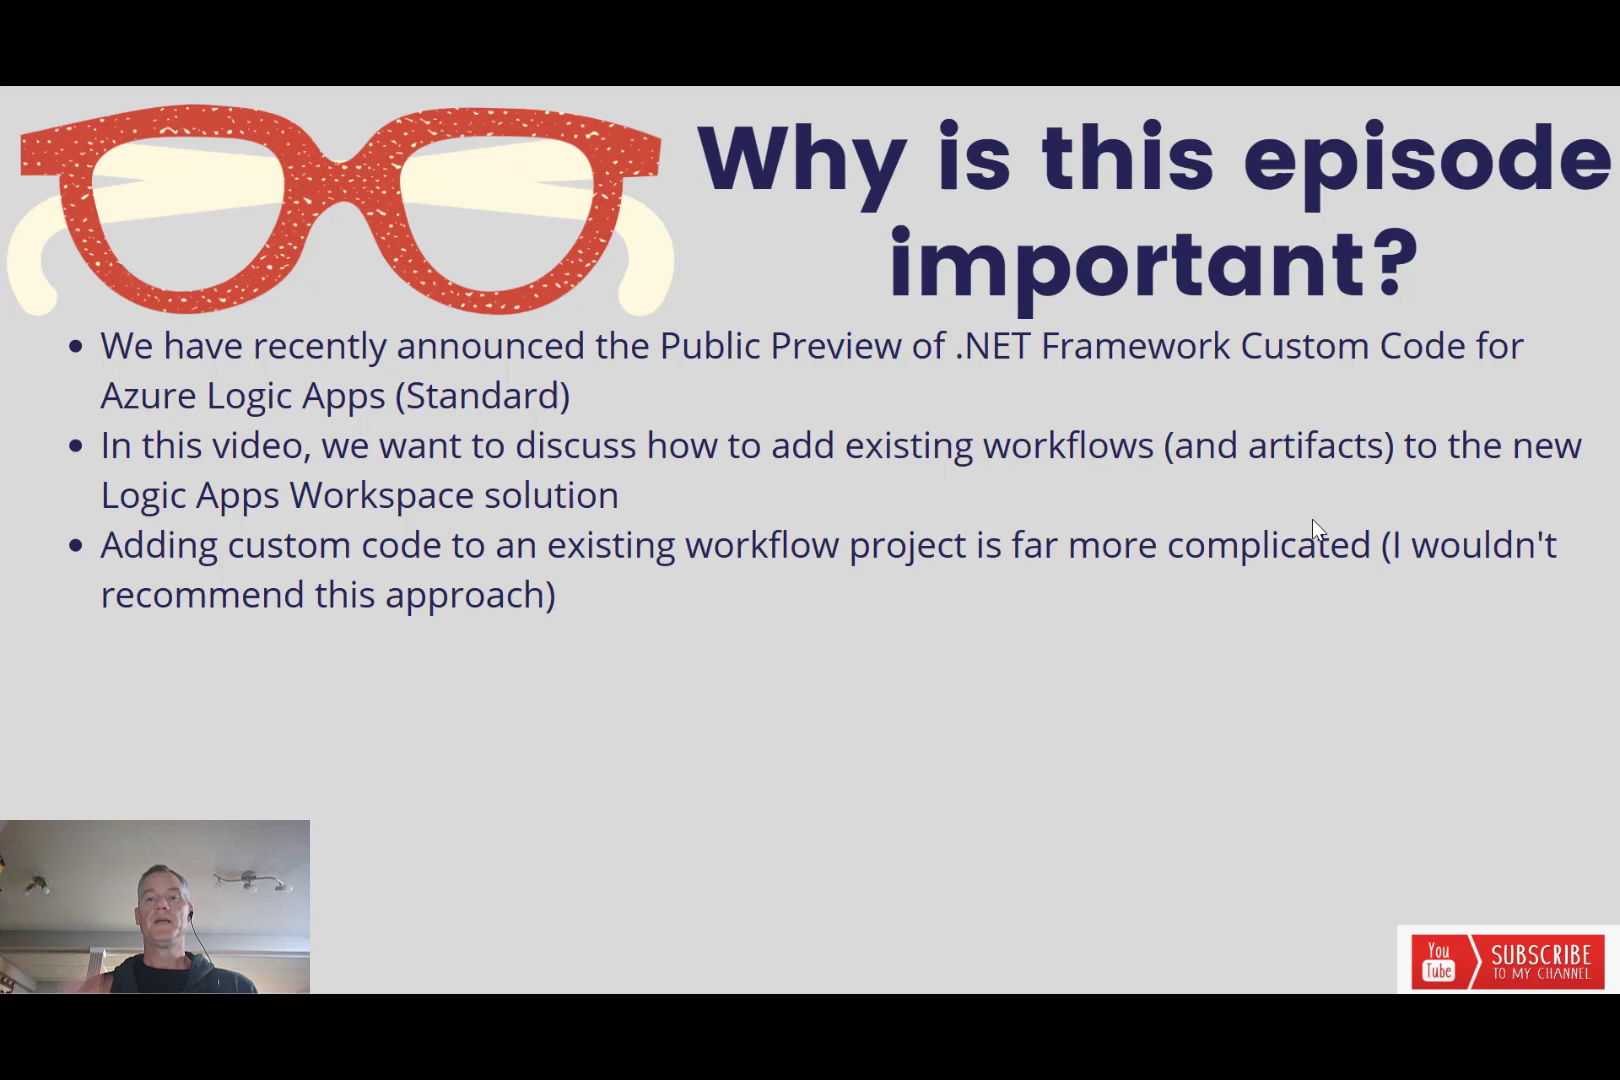 Why is this episode
important?
• We have recently announced the Public Preview of .NET Framework Custom Code for
Azure Logic Apps (Standard)
• In this video, we want to discuss how to add existing workflows (and artifacts) to the new
Logic Apps Workspace solution
• Adding custom code to an existing workflow project is far more complicated (I wouldn't
recommend this approach)
You
Tube
SUBSCRIBE
TO MY CHANNEL